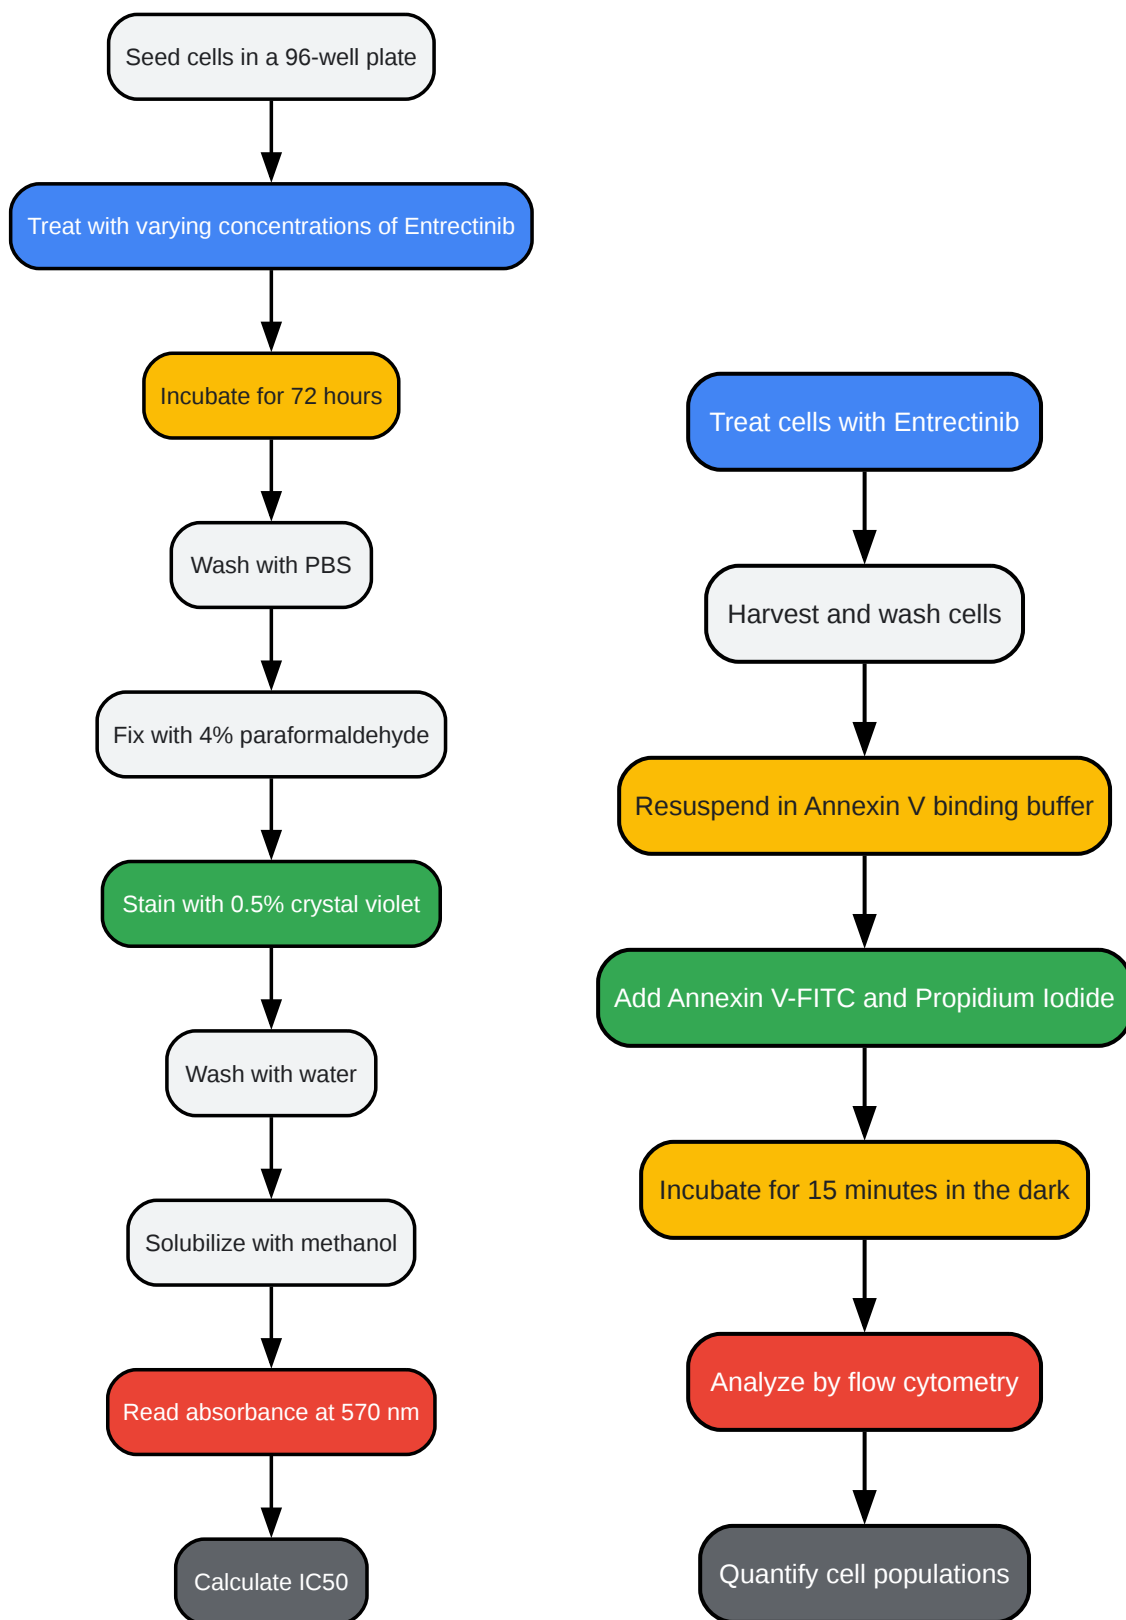 Seed cells in a 96-well plate
Treat with varying concentrations of Entrectinib
Incubate for 72 hours
Wash with PBS
Fix with 4% paraformaldehyde
Stain with 0.5% crystal violet
Wash with water
Solubilize with methanol
Read absorbance at 570 nm
Calculate IC50
Treat cells with Entrectinib
Harvest and wash cells
Resuspend in Annexin V binding buffer
Add Annexin V-FITC and Propidium Iodide
Incubate for 15 minutes in the dark
Analyze by flow cytometry
Quantify cell populations